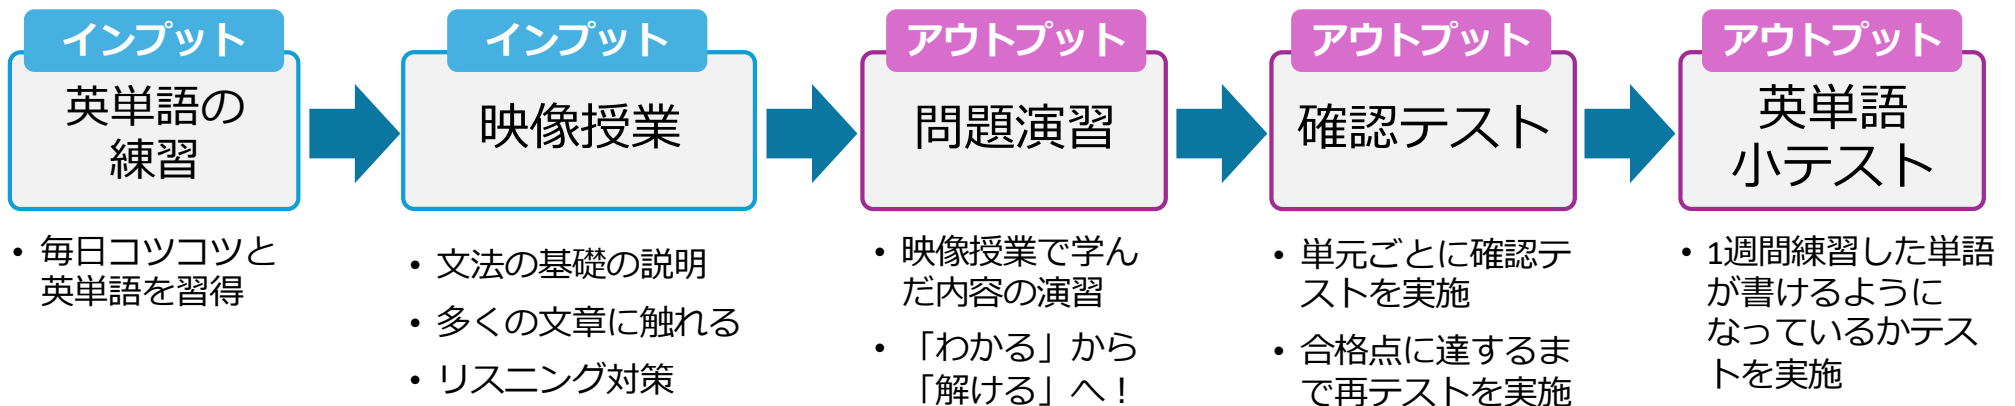 インプット
英単語の
練習
• 毎日コツコツと
英単語を習得
インプット
映像授業
• 文法の基礎の説明
• 多くの文章に触れる
• リスニング対策
アウトプット
問題演習
• 映像授業で学ん
だ内容の演習
• 「わかる」から
「解ける」へ！
アウトプット
確認テスト
• 単元ごとに確認テ
ストを実施
• 合格点に達するま
で再テストを実施
アウトプット
英単語
小テスト
• 1週間練習した単語
が書けるように
なっているかテス
トを実施